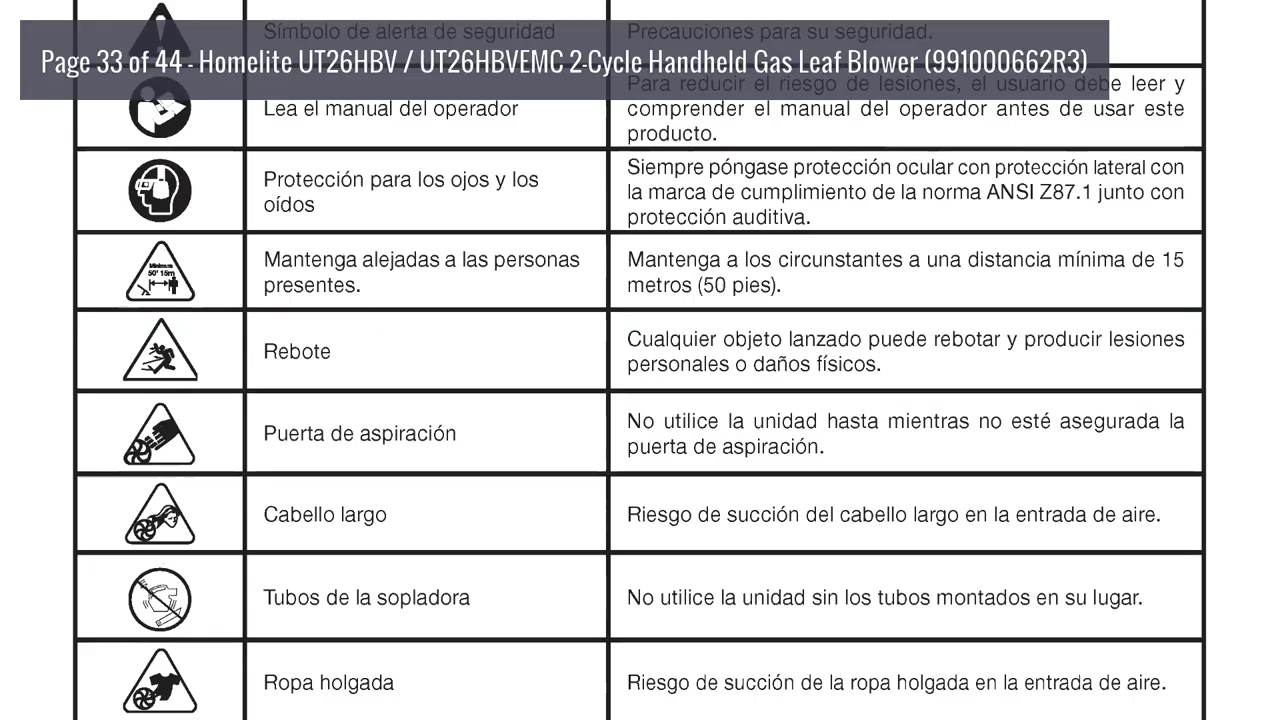 Símbolo de alerta de seguridad
Precauciones para su seguridad.
Page 33 of 44 - Homelite UT26HBV / UT26HBVEMC 2-Cycle Handheld Gas Leaf Blower (991000662R3)
Lea el manual del operador
Para reducir el riesgo de lesiones, el usuario debe leer y
comprender el manual del operador antes de usar este
producto.
Protección para los ojos y los
oídos
Siempre póngase protección ocular con protección lateral con
la marca de cumplimiento de la norma ANSI Z87.1 junto con
protección auditiva.
Minimum
50' 15m
Mantenga alejadas a las personas
presentes.
Mantenga a los circunstantes a una distancia mínima de 15
metros (50 pies).
Rebote
Cualquier objeto lanzado puede rebotar y producir lesiones
personales o daños físicos.
Puerta de aspiración
No utilice la unidad hasta mientras no esté asegurada la
puerta de aspiración.
Cabello largo
Riesgo de succión del cabello largo en la entrada de aire.
Tubos de la sopladora
No utilice la unidad sin los tubos montados en su lugar.
Ropa holgada
Riesgo de succión de la ropa holgada en la entrada de aire.